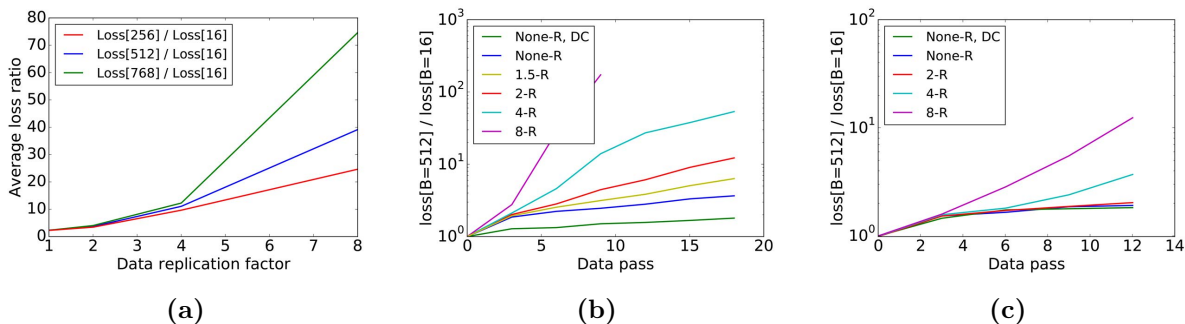 80
70
60
50
40
30
20
10
0
1 2 3 4 5 6 7 8
Average loss ratio
Data replication factor
Loss[256] / Loss[16]
Loss[512] / Loss[16]
Loss[768] / Loss[16]
(a)
10^3
10^2
10^1
10^0
0 5 10 15 20
loss[B=512] / loss[B=16]
Data pass
None-R, DC
None-R
1.5-R
2-R
4-R
8-R
(b)
10^2
10^1
10^0
0 2 4 6 8 10 12 14
loss[B=512] / loss[B=16]
Data pass
None-R, DC
None-R
2-R
4-R
8-R
(c)